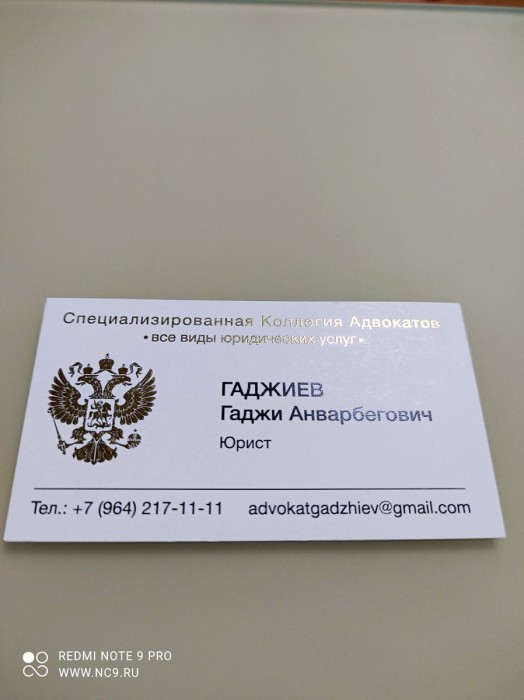 Специализированная Коллегия Адвокатов
•все виды юридических услуг•
ГАДЖИЕВ
Гаджи Анварбегович
Юрист
Тел.: +7 (964) 217-11-11 advokatgadzhiev@gmail.com
REDMI NOTE 9 PRO
WWW.NC9.RU